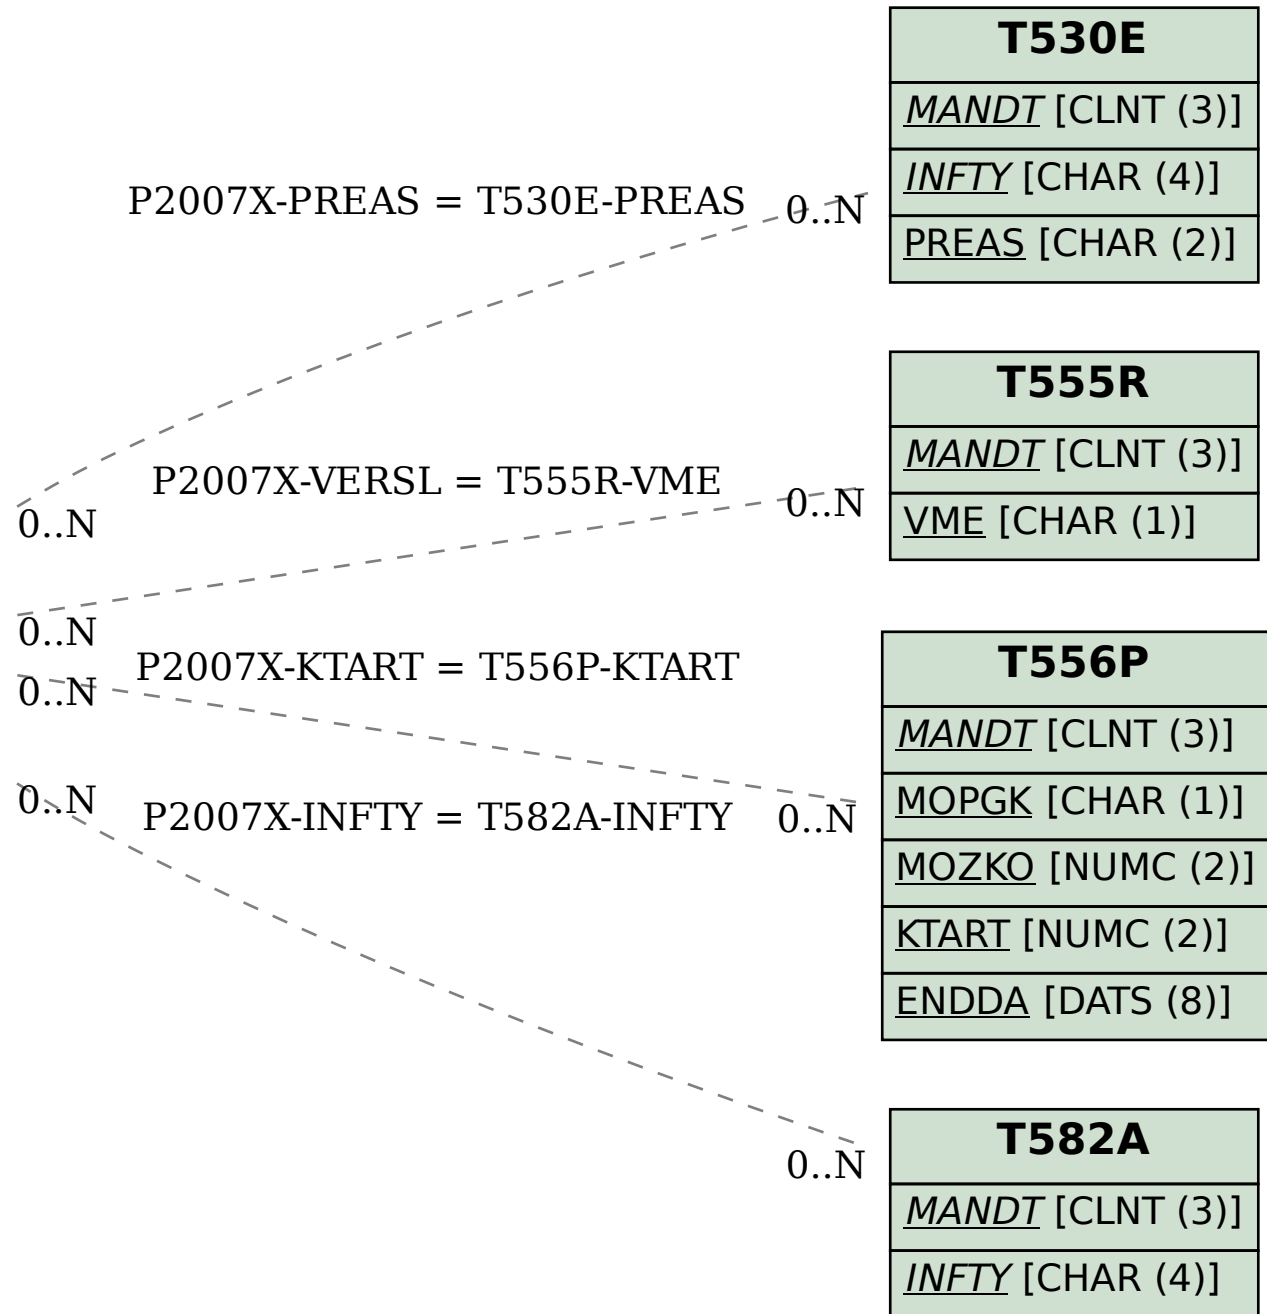 T530E
MANDT [CLNT (3)]
INFTY [CHAR (4)]
PREAS [CHAR (2)]
P2007X-PREAS = T530E-PREAS
0..N
0..N
T555R
MANDT [CLNT (3)]
VME [CHAR (1)]
P2007X-VERSL = T555R-VME
0..N
0..N
T556P
MANDT [CLNT (3)]
MOPGK [CHAR (1)]
MOZKO [NUMC (2)]
KTART [NUMC (2)]
ENDDA [DATS (8)]
P2007X-KTART = T556P-KTART
0..N
0..N
P2007X-INFTY = T582A-INFTY
0..N
0..N
T582A
MANDT [CLNT (3)]
INFTY [CHAR (4)]